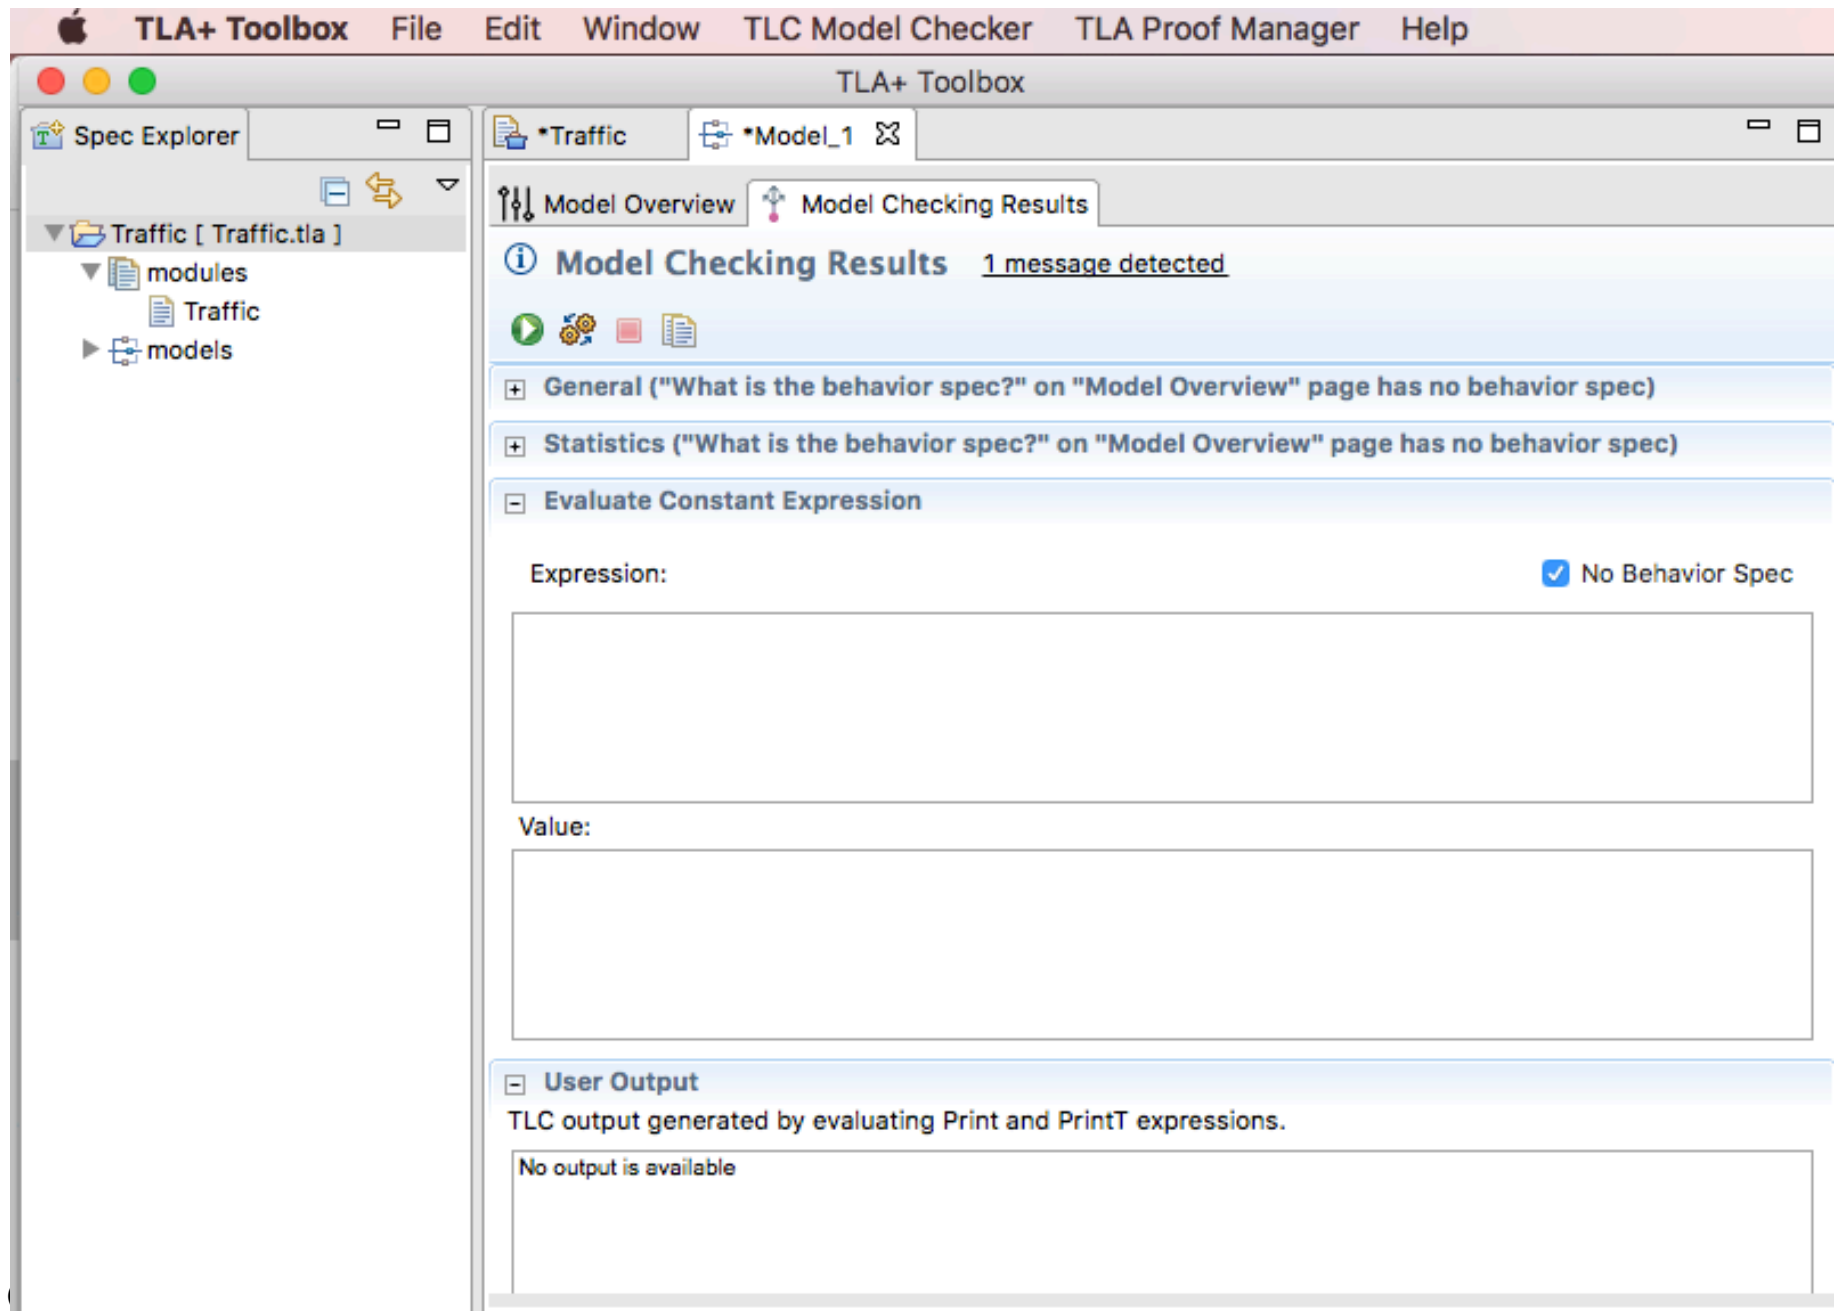 TLA+ Toolbox File Edit Window TLC Model Checker TLA Proof Manager Help
TLA+ Toolbox
Spec Explorer
*Traffic *Model_1
Model Overview Model Checking Results
Traffic [ Traffic.tla ]
modules
Traffic
models
Model Checking Results 1 message detected
General ("What is the behavior spec?" on "Model Overview" page has no behavior spec)
Statistics ("What is the behavior spec?" on "Model Overview" page has no behavior spec)
Evaluate Constant Expression
Expression: No Behavior Spec
Value:
User Output
TLC output generated by evaluating Print and PrintT expressions.
No output is available